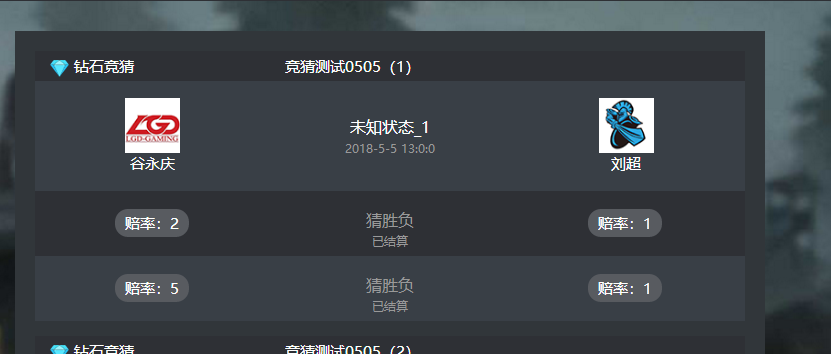 钻石竞猜 竞猜测试0505（1）
LGD
LGD-GAMING
未知状态_1
2018-5-5 13:0:0
谷永庆 刘超
赔率：2 猜胜负 赔率：1
已结算
赔率：5 猜胜负 赔率：1
已结算
钻石竞猜 竞猜测试0505（2）